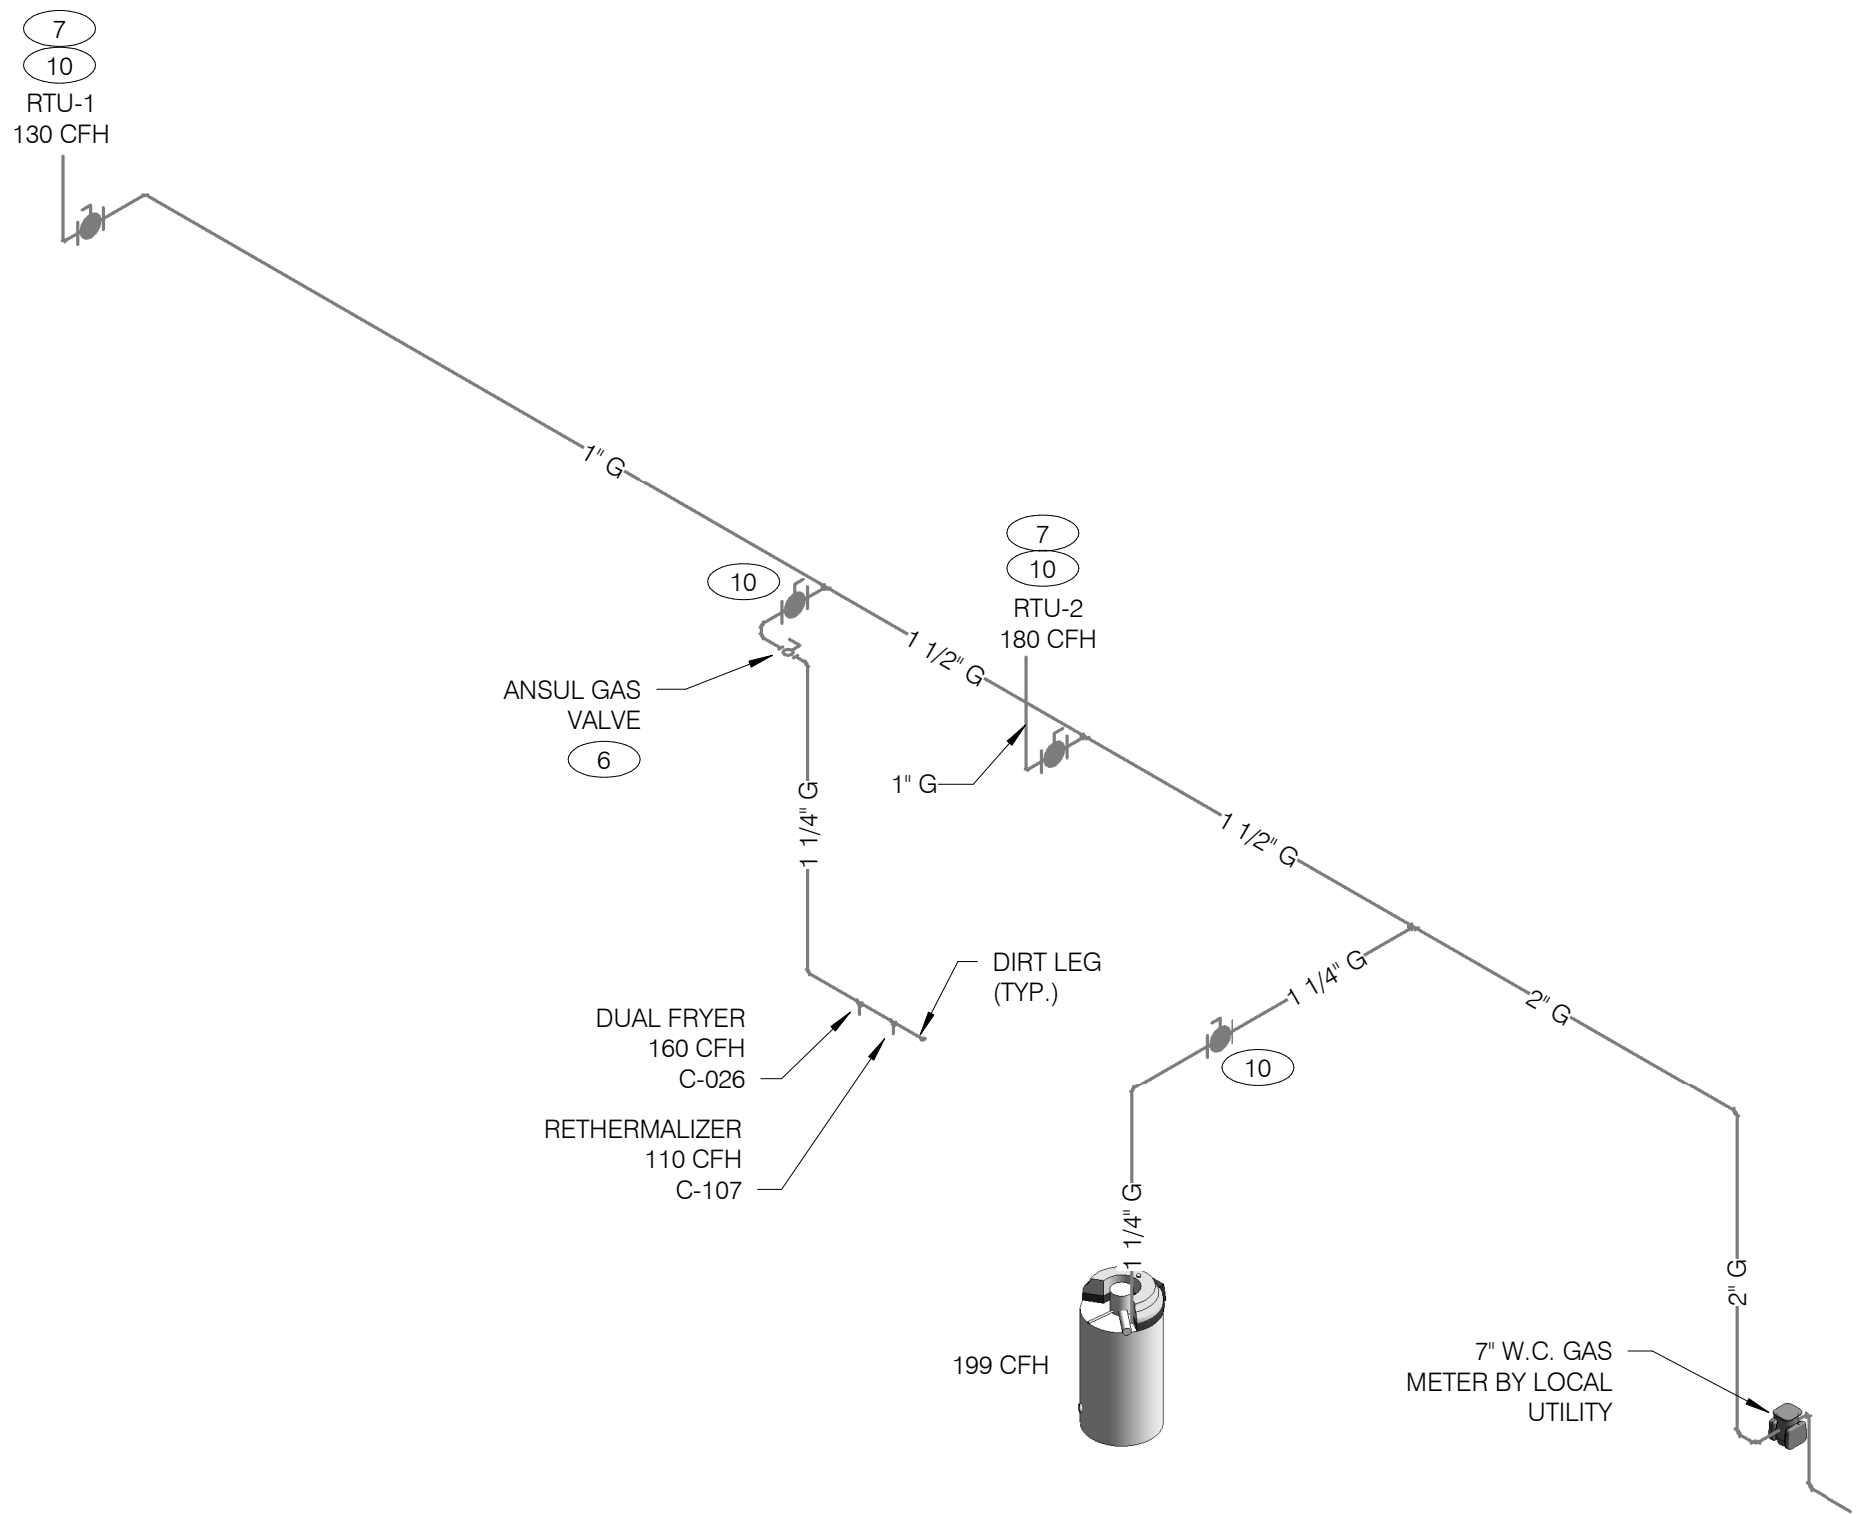 7
10
RTU-1
130 CFH
1" G
10
7
10
RTU-2
180 CFH
1 1/2" G
ANSUL GAS
VALVE
6
1" G
1 1/4" G
1 1/2" G
DIRT LEG
(TYP.)
1 1/4" G
2" G
DUAL FRYER
160 CFH
C-026
10
RETHERMALIZER
110 CFH
C-107
1 1/4" G
2" G
199 CFH
7" W.C. GAS
METER BY LOCAL
UTILITY